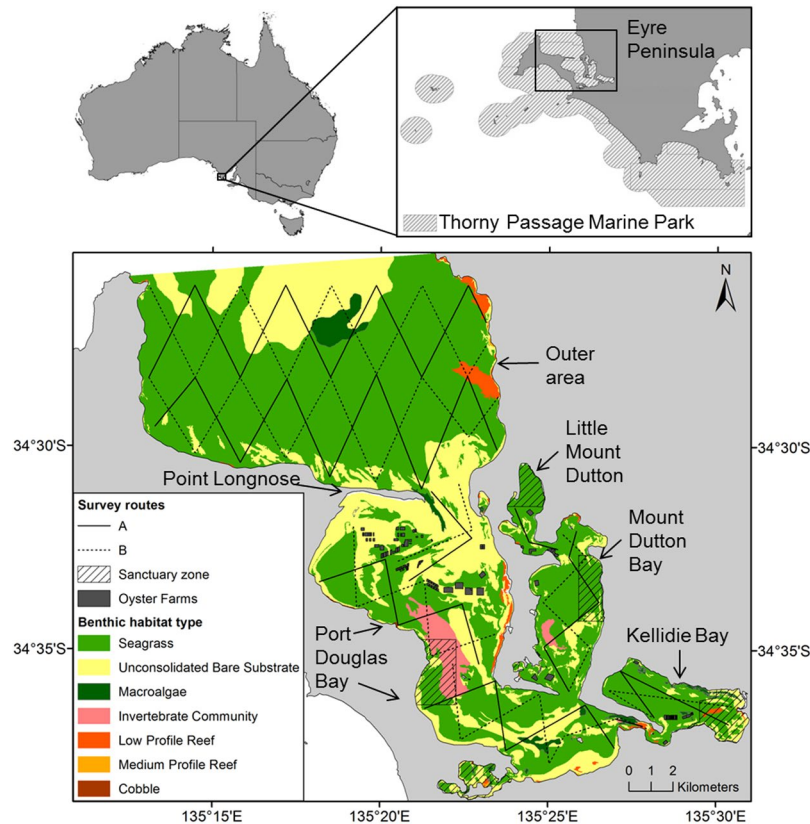 Eyre
Peninsula
Thorny Passage Marine Park
135°15'E
135°20'E
135°25'E
135°30'E
N
Outer
area
34°30'S
34°30'S
Little
Mount
Dutton
Point Longnose
Mount
Dutton
Bay
Survey routes
A
B
Sanctuary zone
Oyster Farms
Benthic habitat type
Seagrass
Unconsolidated Bare Substrate
Macroalgae
Invertebrate Community
Low Profile Reef
Medium Profile Reef
Cobble
34°35'S
34°35'S
Port
Douglas
Bay
Kellidie Bay
0 1 2
Kilometers